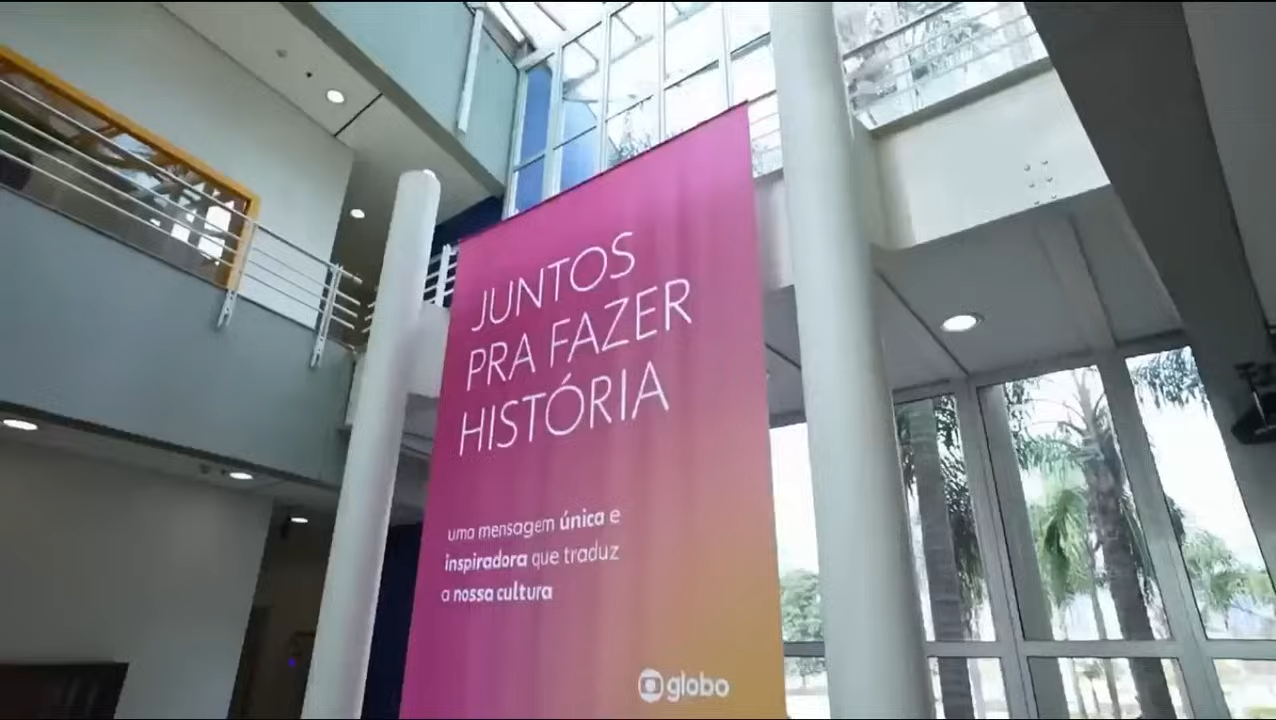 JUNTOS
PRA FAZER
HISTÓRIA
uma mensagem única e
inspiradora que traduz
a nossa cultura
globo